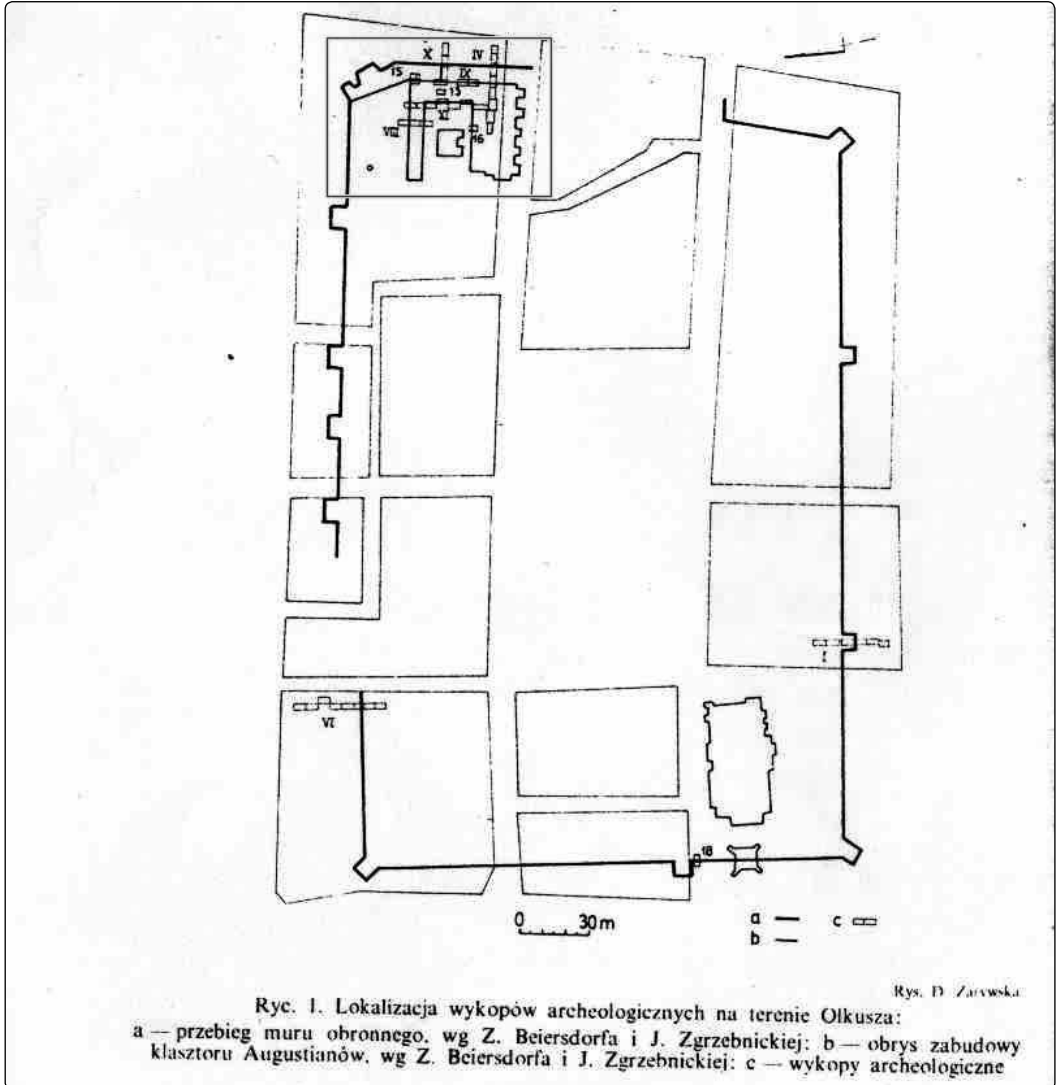 X IV
15 IX
13
XI
VIII 16
I
VI
18
0 30m
a — c
b —
Rys. D. Zarywska
Ryc. 1. Lokalizacja wykopów archeologicznych na terenie Olkusza:
a — przebieg muru obronnego, wg Z. Beiersdorfa i J. Zgrzebnickiej: b — obrys zabudowy
klasztoru Augustianów, wg Z. Beiersdorfa i J. Zgrzebnickiej: c — wykopy archeologiczne